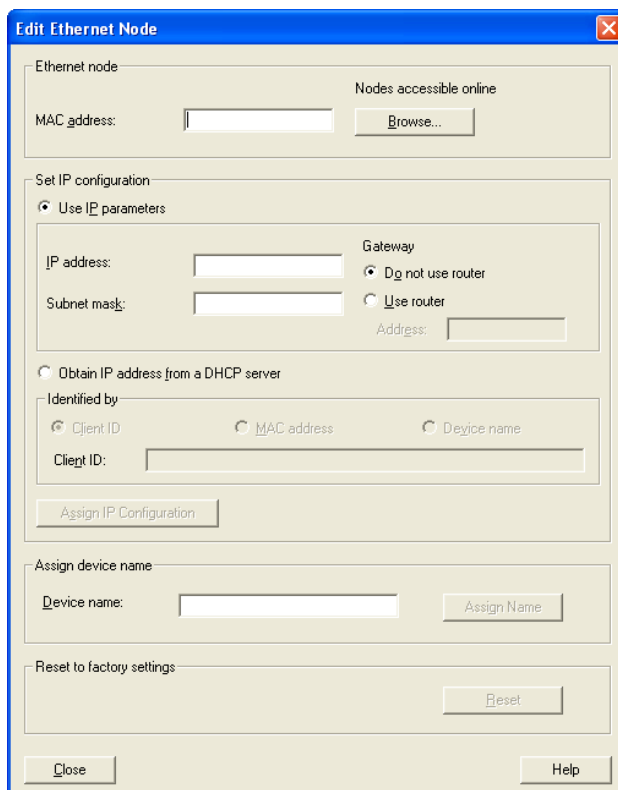 Edit Ethernet Node
Ethernet node
Nodes accessible online
MAC address:
Browse...
Set IP configuration
Use IP parameters
Gateway
IP address:
Do not use router
Subnet mask:
Use router
Address:
Obtain IP address from a DHCP server
Identified by
Client ID
MAC address
Device name
Client ID:
Assign IP Configuration
Assign device name
Device name:
Assign Name
Reset to factory settings
Reset
Close
Help